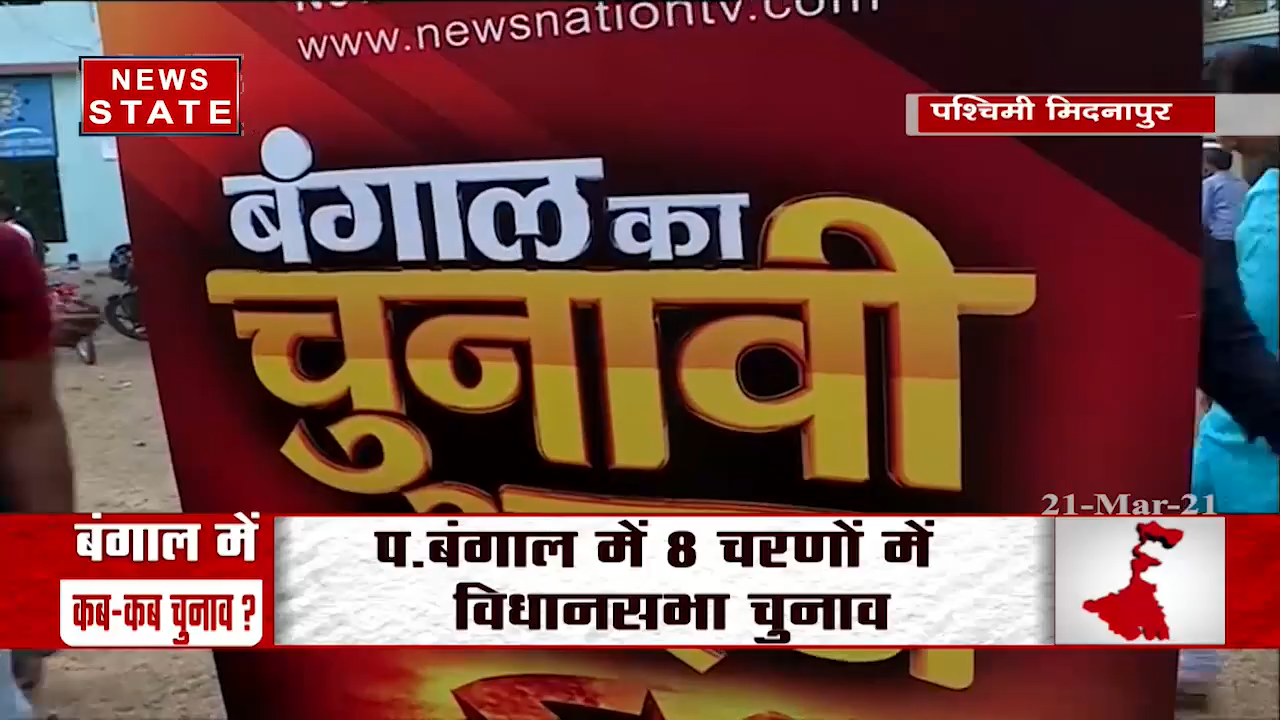 www.newsnationtv.com
NEWS
STATE
पश्चिमी मिदनापुर
बंगाल का
चुनावी
21-Mar-21
बंगाल में
कब-कब चुनाव ?
प.बंगाल में 8 चरणों में
विधानसभा चुनाव